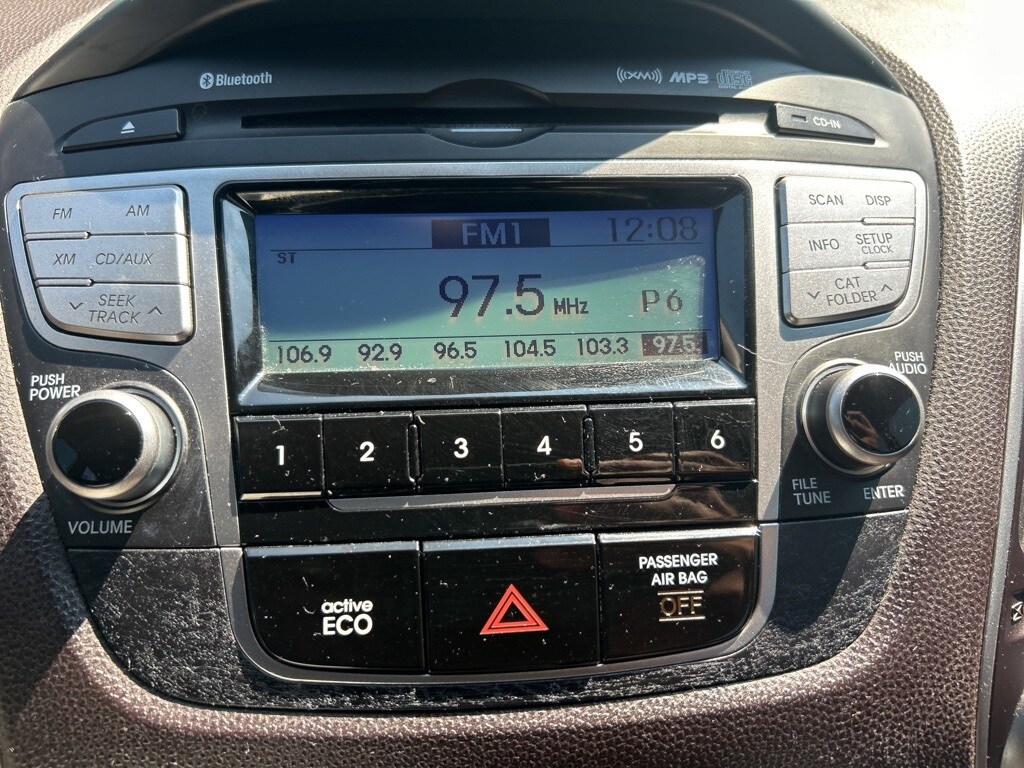 Bluetooth
((XM)) MP3 disc
DIGITAL AUDIO
CD-IN
FM AM
XM CD/AUX
SEEK
TRACK
SCAN DISP
INFO SETUP
CLOCK
CAT
FOLDER
FM1 12:08
ST
97.5 MHz P6
106.9 92.9 96.5 104.5 103.3 97.5
PUSH
POWER
VOLUME
PUSH
AUDIO
FILE
TUNE
ENTER
1 2 3 4 5 6
active
ECO
PASSENGER
AIR BAG
OFF